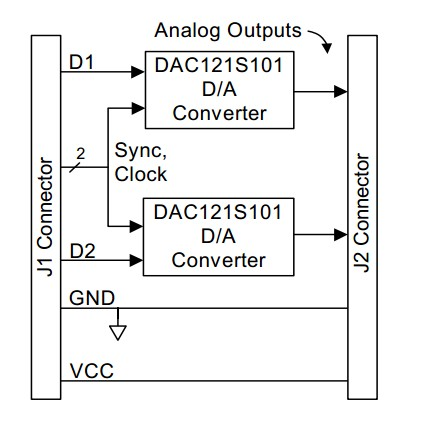 Analog Outputs
D1
DAC121S101
D/A
Converter
2
Sync,
Clock
J1 Connector
J2 Connector
DAC121S101
D/A
Converter
D2
GND
VCC